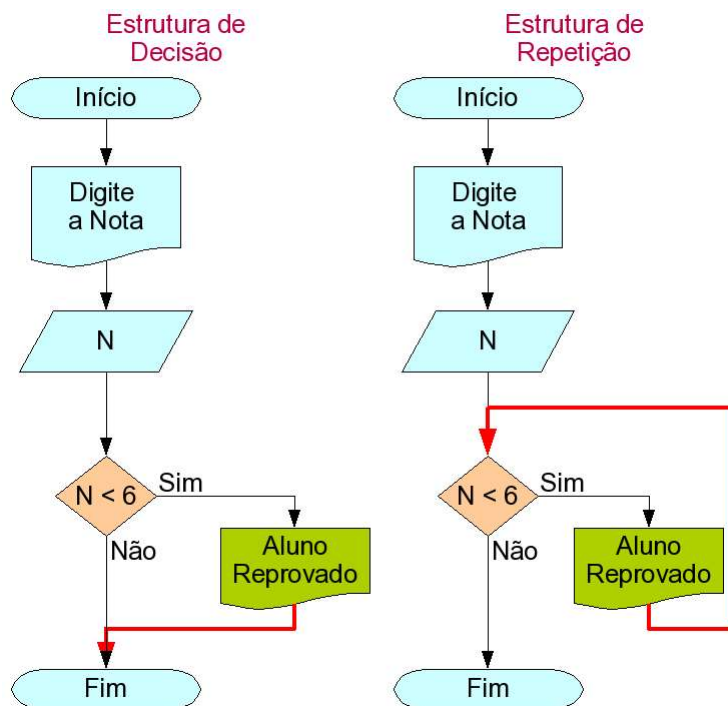 Estrutura de
Decisão
Início
Digite
a Nota
N
N < 6
Sim
Não
Aluno
Reprovado
Fim
Estrutura de
Repetição
Início
Digite
a Nota
N
N < 6
Sim
Não
Aluno
Reprovado
Fim